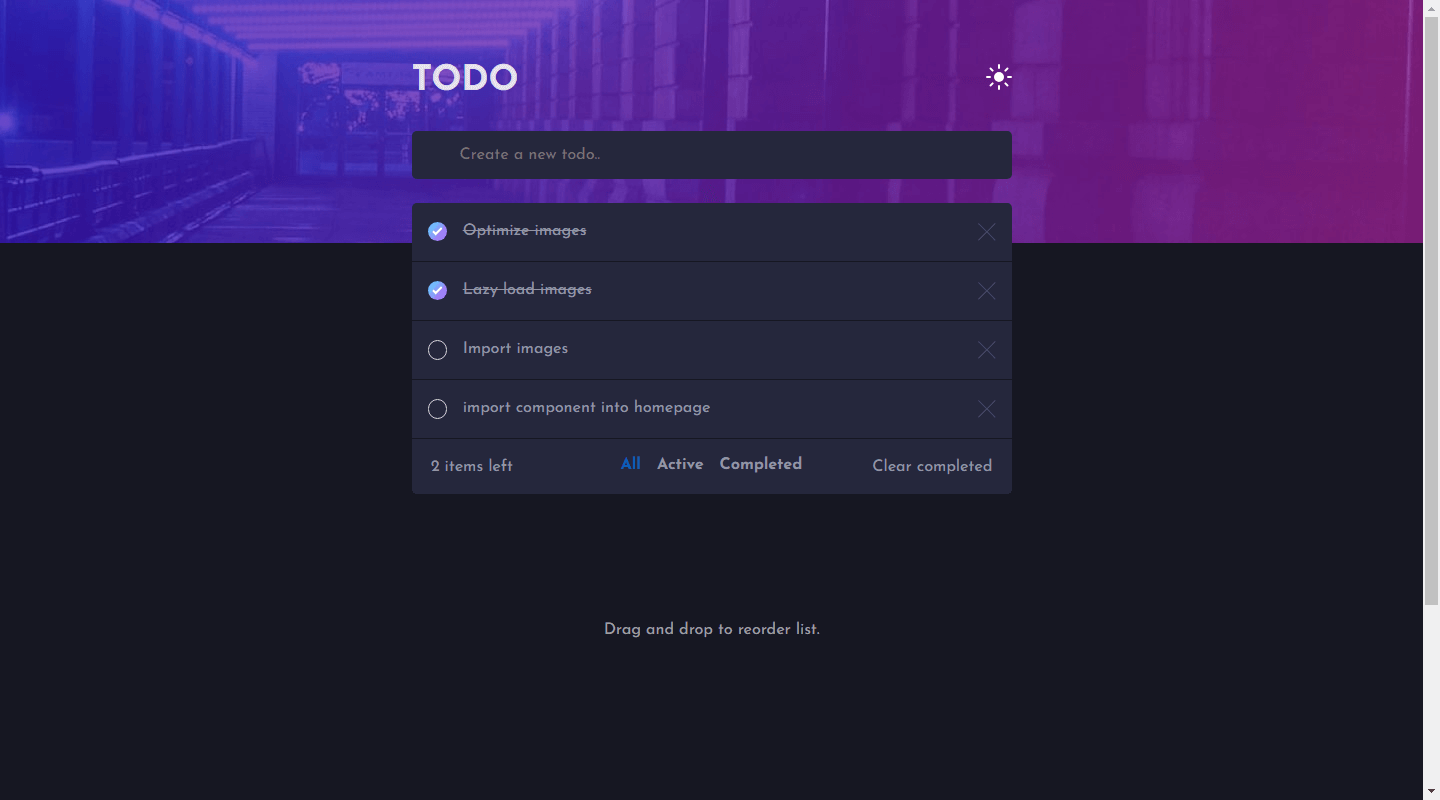 TODO
Create a new todo..
Optimize images
Lazy load images
Import images
import component into homepage
2 items left All Active Completed Clear completed
Drag and drop to reorder list.